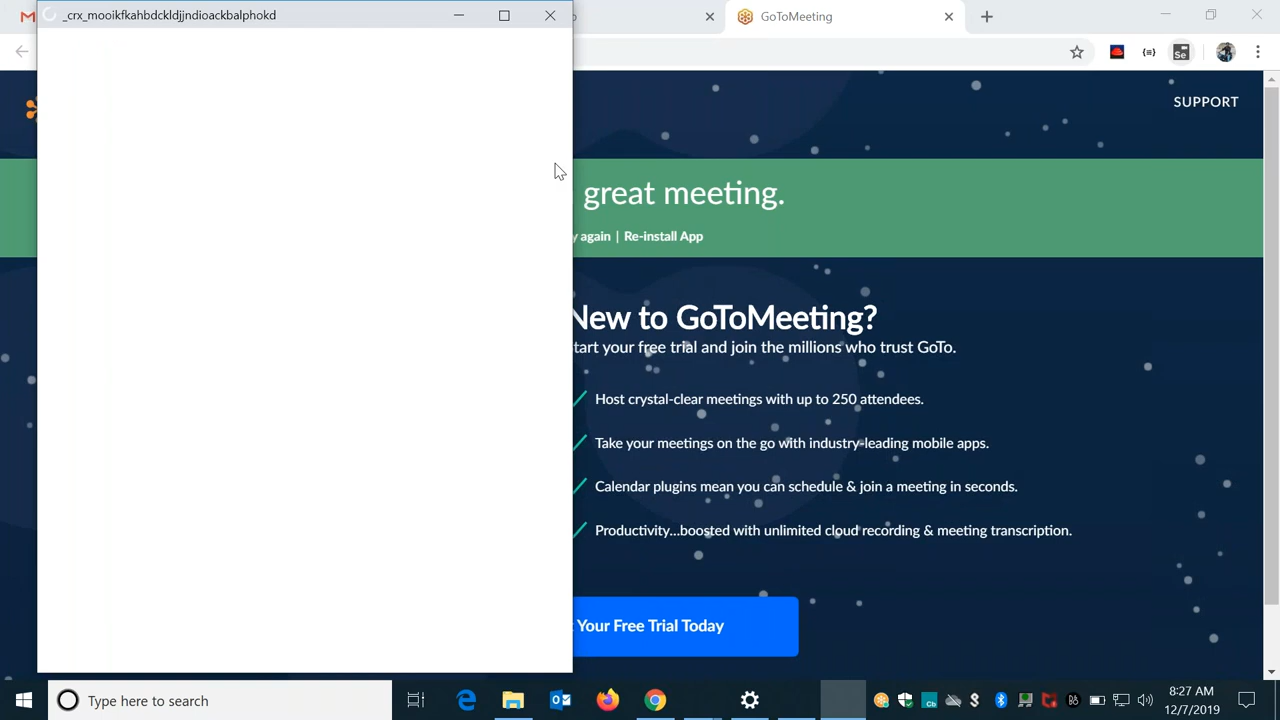 _crx_mooikfkahbdckldjjndioackbalphokd
GoToMeeting
Se
SUPPORT
great meeting.
y again | Re-install App
New to GoToMeeting?
tart your free trial and join the millions who trust GoTo.
Host crystal-clear meetings with up to 250 attendees.
Take your meetings on the go with industry-leading mobile apps.
Calendar plugins mean you can schedule & join a meeting in seconds.
Productivity...boosted with unlimited cloud recording & meeting transcription.
Your Free Trial Today
Type here to search
Cb
8:27 AM
12/7/2019